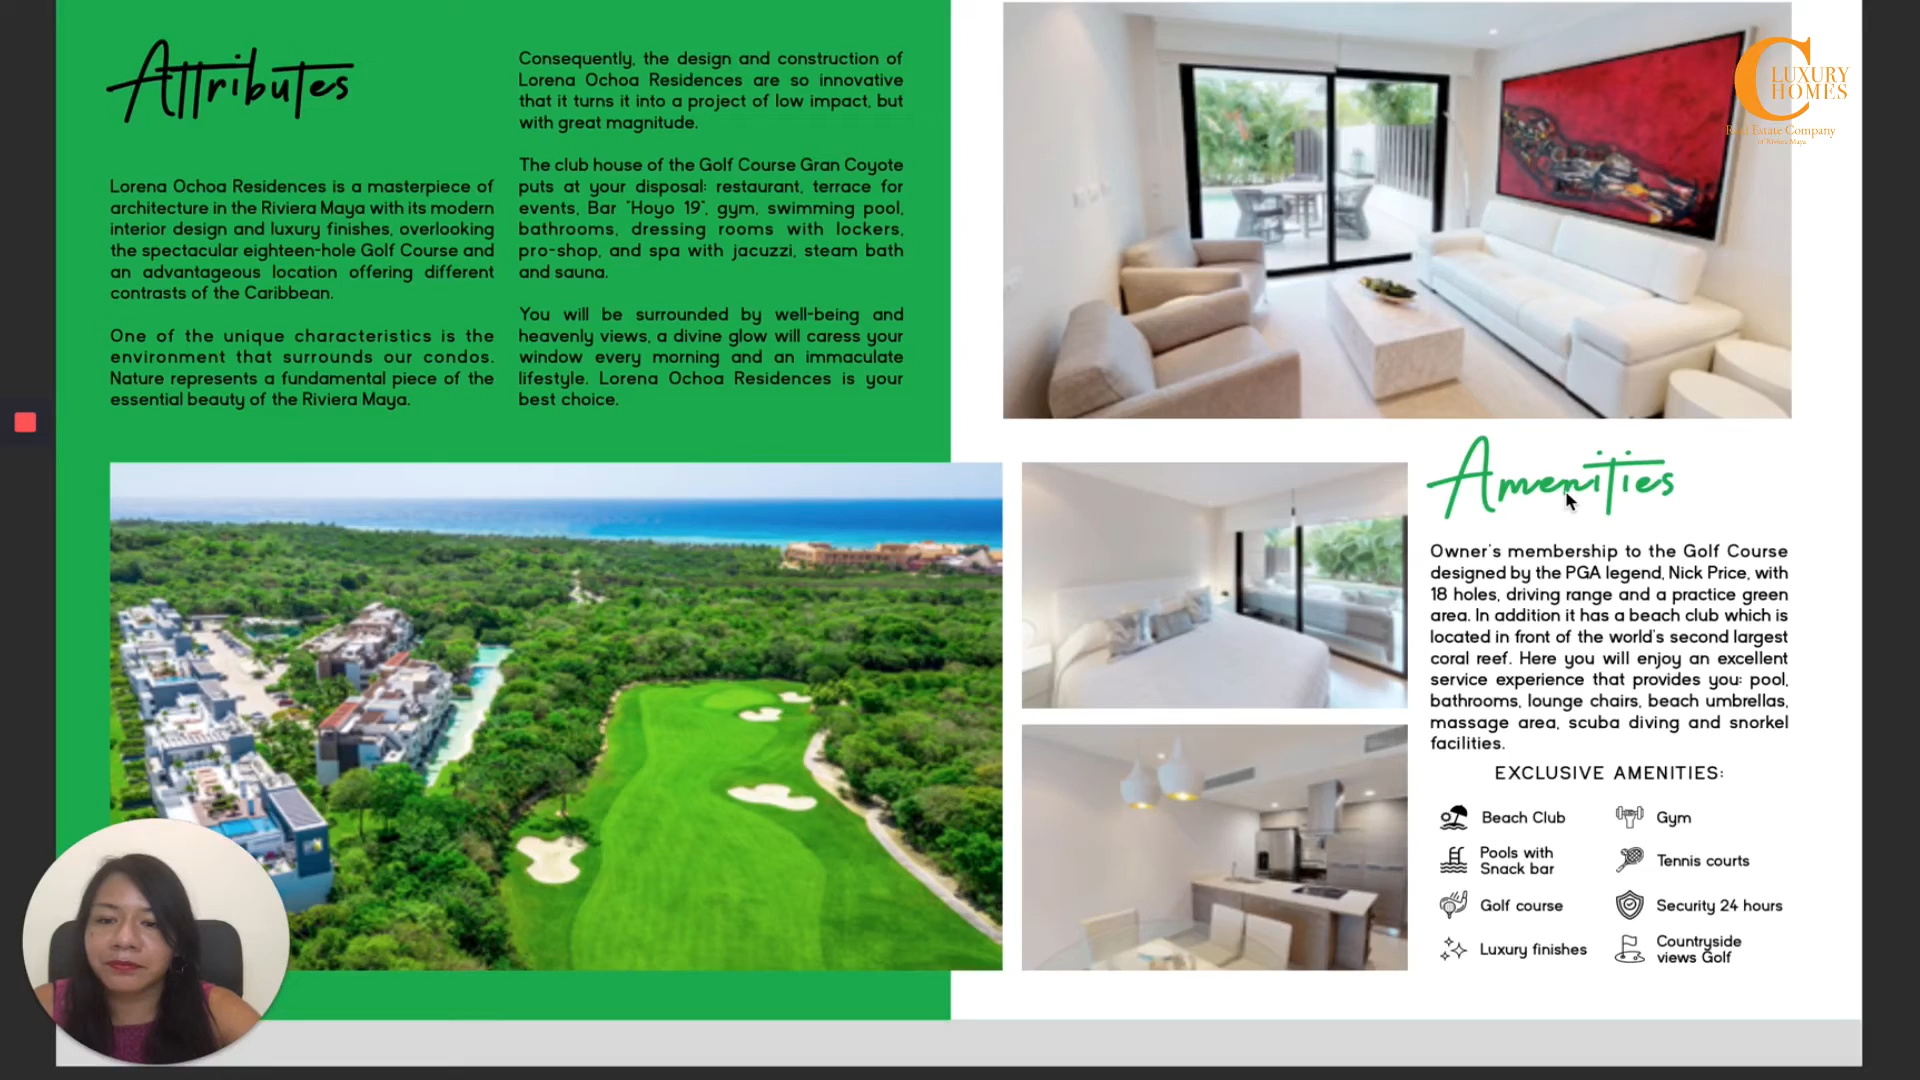 Attributes
Lorena Ochoa Residences is a masterpiece of
architecture in the Riviera Maya with its modern
interior design and luxury finishes, overlooking
the spectacular eighteen-hole Golf Course and
an advantageous location offering different
contrasts of the Caribbean.
One of the unique characteristics is the
environment that surrounds our condos.
Nature represents a fundamental piece of the
essential beauty of the Riviera Maya.
Consequently, the design and construction of
Lorena Ochoa Residences are so innovative
that it turns it into a project of low impact, but
with great magnitude.
The club house of the Golf Course Gran Coyote
puts at your disposal: restaurant, terrace for
events, Bar "Hoyo 19", gym, swimming pool,
bathrooms, dressing rooms with lockers,
pro-shop, and spa with jacuzzi, steam bath
and sauna.
You will be surrounded by well-being and
heavenly views, a divine glow will caress your
window every morning and an immaculate
lifestyle. Lorena Ochoa Residences is your
best choice.
C LUXURY
HOMES
Real Estate Company
of Riviera Maya
Amenities
Owner's membership to the Golf Course
designed by the PGA legend, Nick Price, with
18 holes, driving range and a practice green
area. In addition it has a beach club which is
located in front of the world's second largest
coral reef. Here you will enjoy an excellent
service experience that provides you: pool,
bathrooms, lounge chairs, beach umbrellas,
massage area, scuba diving and snorkel
facilities.
EXCLUSIVE AMENITIES:
Beach Club
Pools with
Snack bar
Golf course
Luxury finishes
Gym
Tennis courts
Security 24 hours
Countryside
views Golf